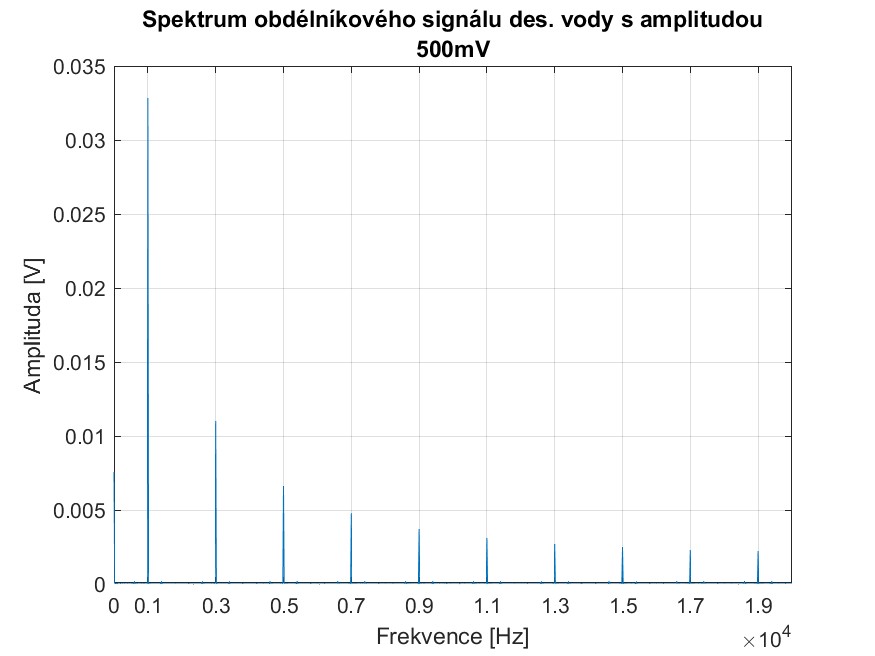 Spektrum obdélníkového signálu des. vody s amplitudou
500mV
0.035
0.03
0.025
0.02
0.015
0.01
0.005
0
Amplituda [V]
0 0.1 0.3 0.5 0.7 0.9 1.1 1.3 1.5 1.7 1.9
Frekvence [Hz]
×10⁴